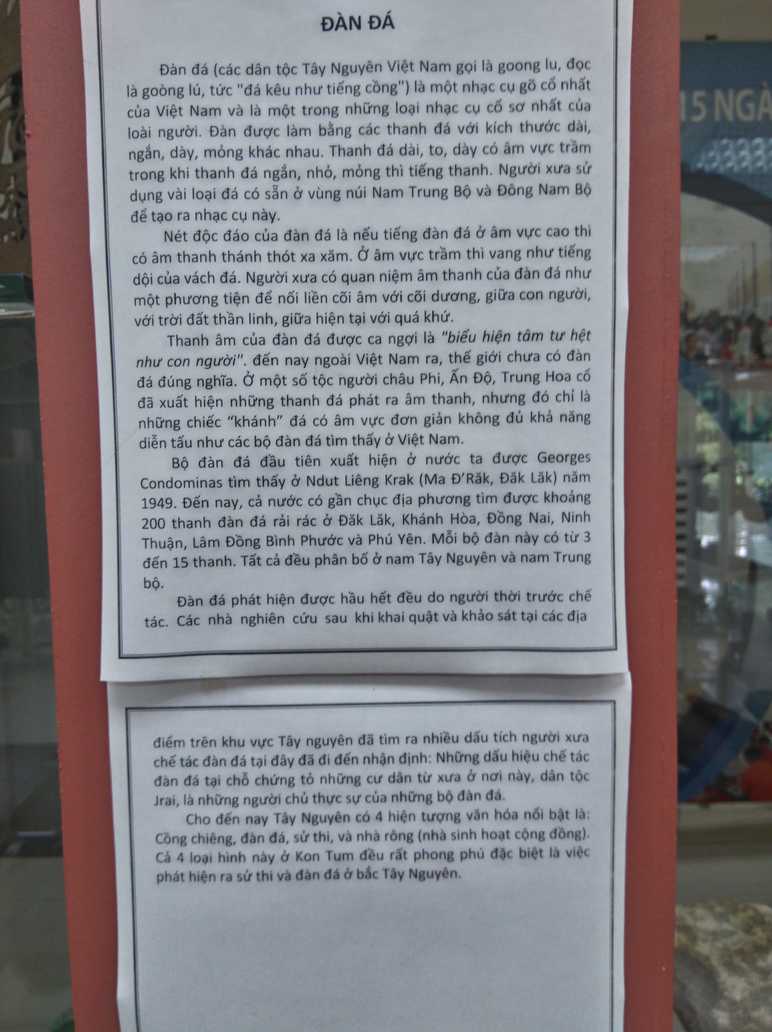 ĐÀN ĐÁ
Đàn đá (các dân tộc Tây Nguyên Việt Nam gọi là goong lu, đọc
là goòng lú, tức "đá kêu như tiếng cồng") là một nhạc cụ gõ cổ nhất
của Việt Nam và là một trong những loại nhạc cụ cổ sơ nhất của
loài người. Đàn được làm bằng các thanh đá với kích thước dài,
ngắn, dày, mỏng khác nhau. Thanh đá dài, to, dày có âm vực trầm
trong khi thanh đá ngắn, nhỏ, mỏng thì tiếng thanh. Người xưa sử
dụng vài loại đá có sẵn ở vùng núi Nam Trung Bộ và Đông Nam Bộ
để tạo ra nhạc cụ này.
Nét độc đáo của đàn đá là nếu tiếng đàn đá ở âm vực cao thì
có âm thanh thánh thót xa xăm. Ở âm vực trầm thì vang như tiếng
dội của vách đá. Người xưa có quan niệm âm thanh của đàn đá như
một phương tiện để nối liền cõi âm với cõi dương, giữa con người,
với trời đất thần linh, giữa hiện tại với quá khứ.
Thanh âm của đàn đá được ca ngợi là "biểu hiện tâm tư hệt
như con người". đến nay ngoài Việt Nam ra, thế giới chưa có đàn
đá đúng nghĩa. Ở một số tộc người châu Phi, Ấn Độ, Trung Hoa cổ
đã xuất hiện những thanh đá phát ra âm thanh, nhưng đó chỉ là
những chiếc "khánh" đá có âm vực đơn giản không đủ khả năng
diễn tấu như các bộ đàn đá tìm thấy ở Việt Nam.
Bộ đàn đá đầu tiên xuất hiện ở nước ta được Georges
Condominas tìm thấy ở Ndut Liêng Krak (Ma Đ'Răk, Đăk Lăk) năm
1949. Đến nay, cả nước có gần chục địa phương tìm được khoảng
200 thanh đàn đá rải rác ở Đăk Lăk, Khánh Hòa, Đồng Nai, Ninh
Thuận, Lâm Đồng Bình Phước và Phú Yên. Mỗi bộ đàn này có từ 3
đến 15 thanh. Tất cả đều phân bố ở nam Tây Nguyên và nam Trung
bộ.
Đàn đá phát hiện được hầu hết đều do người thời trước chế
tác. Các nhà nghiên cứu sau khi khai quật và khảo sát tại các địa
điểm trên khu vực Tây nguyên đã tìm ra nhiều dấu tích người xưa
chế tác đàn đá tại đây đã đi đến nhận định: Những dấu hiệu chế tác
đàn đá tại chỗ chứng tỏ những cư dân từ xưa ở nơi này, dân tộc
Jrai, là những người chủ thực sự của những bộ đàn đá.
Cho đến nay Tây Nguyên có 4 hiện tượng văn hóa nổi bật là:
Cồng chiêng, đàn đá, sử thi, và nhà rông (nhà sinh hoạt cộng đồng).
Cả 4 loại hình này ở Kon Tum đều rất phong phú đặc biệt là việc
phát hiện ra sử thi và đàn đá ở bắc Tây Nguyên.
15 NGÀ